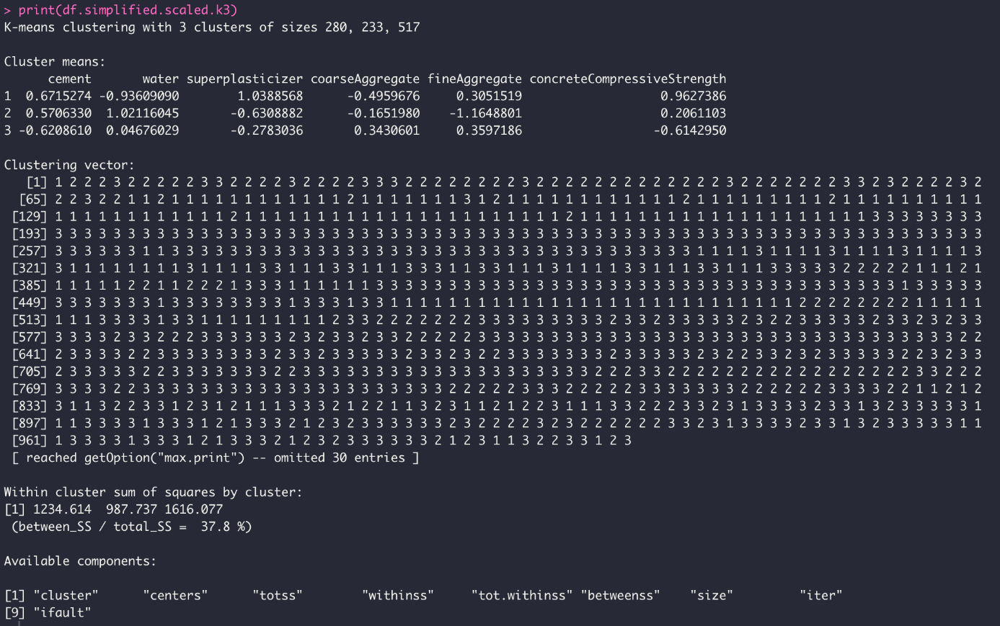 > print(df.simplified.scaled.k3)
K-means clustering with 3 clusters of sizes 280, 233, 517
Cluster means:
cement water superplasticizer coarseAggregate fineAggregate concreteCompressiveStrength
1 0.6715274 -0.93609090 1.0388568 -0.4959676 0.3051519 0.9627386
2 0.5706330 1.02116045 -0.6308882 -0.1651980 -1.1648801 0.2061103
3 -0.6208610 0.04676029 -0.2783036 0.3430601 0.3597186 -0.6142950
Clustering vector:
[1] 1 2 2 2 3 2 2 2 2 2 3 3 2 2 2 2 3 2 2 2 2 3 3 3 2 2 2 2 2 2 2 2 2 2 2 2 2 2 2 2 2 2 2 2 2 2 3 2 2 2 2 2 2 2 3 3 2 3 2 2 2 2 3 2
[65] 2 2 3 2 2 1 1 2 1 1 1 1 1 1 1 1 1 1 1 1 2 1 1 1 1 1 1 1 3 1 2 1 1 1 1 1 1 1 1 1 1 1 1 2 1 1 1 1 1 1 1 1 1 2 1 1 1 1 1 1 1 1 1 1
[129] 1 1 1 1 1 1 1 1 1 1 1 1 2 1 1 1 1 1 1 1 1 1 1 1 1 1 1 1 1 1 1 1 1 1 1 2 1 1 1 1 1 1 1 1 1 1 1 1 1 1 1 1 1 1 1 1 3 3 3 3 3 3 3 3
[193] 3 3 3 3 3 3 3 3 3 3 3 3 3 3 3 3 3 3 3 3 3 3 3 3 3 3 3 3 3 3 3 3 3 3 3 3 3 3 3 3 3 3 3 3 3 3 3 3 3 3 3 3 3 3 3 3 3 3 3 3 3 3 3 3
[257] 3 3 3 3 3 3 1 1 3 3 3 3 3 3 3 3 3 3 3 3 3 3 3 3 3 3 3 3 3 3 3 3 3 3 3 3 3 3 3 3 3 3 3 3 1 1 1 1 3 1 1 1 1 3 1 1 1 1 3 1 1 1 1 3
[321] 3 1 1 1 1 1 1 1 1 3 1 1 1 1 3 3 1 1 1 3 3 1 1 1 3 3 3 1 1 3 3 1 1 1 3 1 1 1 1 3 3 1 1 1 3 3 1 1 1 3 3 3 3 3 2 2 2 2 2 1 1 1 2 1
[385] 1 1 1 1 1 2 2 1 1 2 2 2 1 3 3 3 1 1 1 1 1 1 3 3 3 3 3 3 3 3 3 3 3 3 3 3 3 3 3 3 3 3 3 3 3 3 3 3 3 3 3 3 3 3 3 3 3 3 1 3 3 3 3 3
[449] 3 3 3 3 3 3 3 1 3 3 3 3 3 3 3 3 1 3 3 3 1 3 3 1 1 1 1 1 1 1 1 1 1 1 1 1 1 1 1 1 1 1 1 1 1 1 1 1 1 1 1 2 2 2 2 2 2 2 2 1 1 1 1 1
[513] 1 1 1 3 3 3 3 1 3 3 1 1 1 1 1 1 1 1 1 2 3 3 2 2 2 2 2 2 2 2 3 3 3 3 3 3 3 3 2 2 3 3 3 3 3 3 2 3 3 2 2 3 3 3 3 3 3 3 3 2 3 2 3 3
[577] 3 3 3 2 3 3 2 2 2 3 3 3 3 3 3 3 2 3 2 3 3 2 3 3 2 2 2 2 2 3 3 3 3 3 3 3 3 3 3 3 3 3 3 3 3 3 3 3 3 3 3 3 3 3 3 3 3 3 3 3 3 3 2 2
[641] 2 3 3 3 3 2 2 3 3 3 3 3 3 3 3 2 3 3 2 3 3 3 3 3 2 3 3 2 3 2 2 3 3 3 3 3 3 3 2 3 3 3 3 3 2 3 2 2 3 3 2 3 3 2 3 3 3 3 2 2 3 2 3 3
[705] 2 3 3 3 3 3 2 2 3 3 3 3 3 3 3 2 2 3 3 3 3 3 3 3 3 3 3 3 3 3 3 3 3 3 3 3 2 2 2 3 3 2 2 2 2 2 2 2 2 2 2 2 2 2 2 2 2 2 2 3 3 2 2 2
[769] 3 3 3 3 2 2 3 3 3 3 3 3 3 3 3 3 3 3 3 3 3 3 3 2 2 2 2 3 3 3 2 2 2 2 3 3 3 3 3 3 3 3 3 2 2 2 2 2 3 3 3 3 3 2 2 1 1 2 1 2
[833] 3 1 1 3 2 2 3 3 1 2 3 1 2 1 1 1 3 3 3 2 1 2 2 1 1 3 2 3 1 1 2 1 2 2 3 1 1 1 3 3 2 2 2 3 3 2 3 1 3 3 3 3 3 2 3 3 1 3 2 3 3 3 3 1
[897] 1 1 3 3 3 3 1 3 3 3 1 2 1 3 3 3 2 1 2 3 2 3 3 3 3 3 3 2 1 2
[961] 1 3 3 3 3 1 3 3 3 1 2 1 3 3 3 2 1 2 3 2 3 3 3 3 3 3 2 1 2 3 1 1 3 2 2 3 3 1 2 3
[ reached getOption("max.print") -- omitted 30 entries ]
Within cluster sum of squares by cluster:
[1] 1234.614 987.737 1616.077
(between_SS / total_SS = 37.8 %)
Available components:
[1] "cluster" "centers" "totss" "withinss" "tot.withinss" "betweenss" "size" "iter"
[9] "ifault"